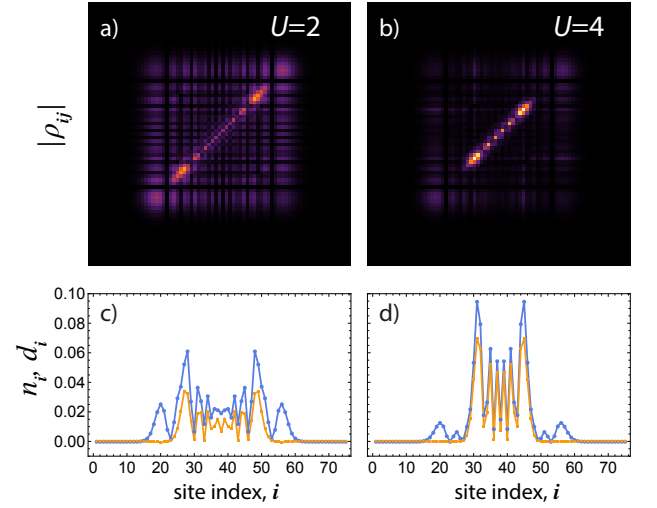 a) U=2
b) U=4
|ρij|
c)
d)
ni, di
0.10
0.08
0.06
0.04
0.02
0.00
0 10 20 30 40 50 60 70
0 10 20 30 40 50 60 70
site index, i
site index, i